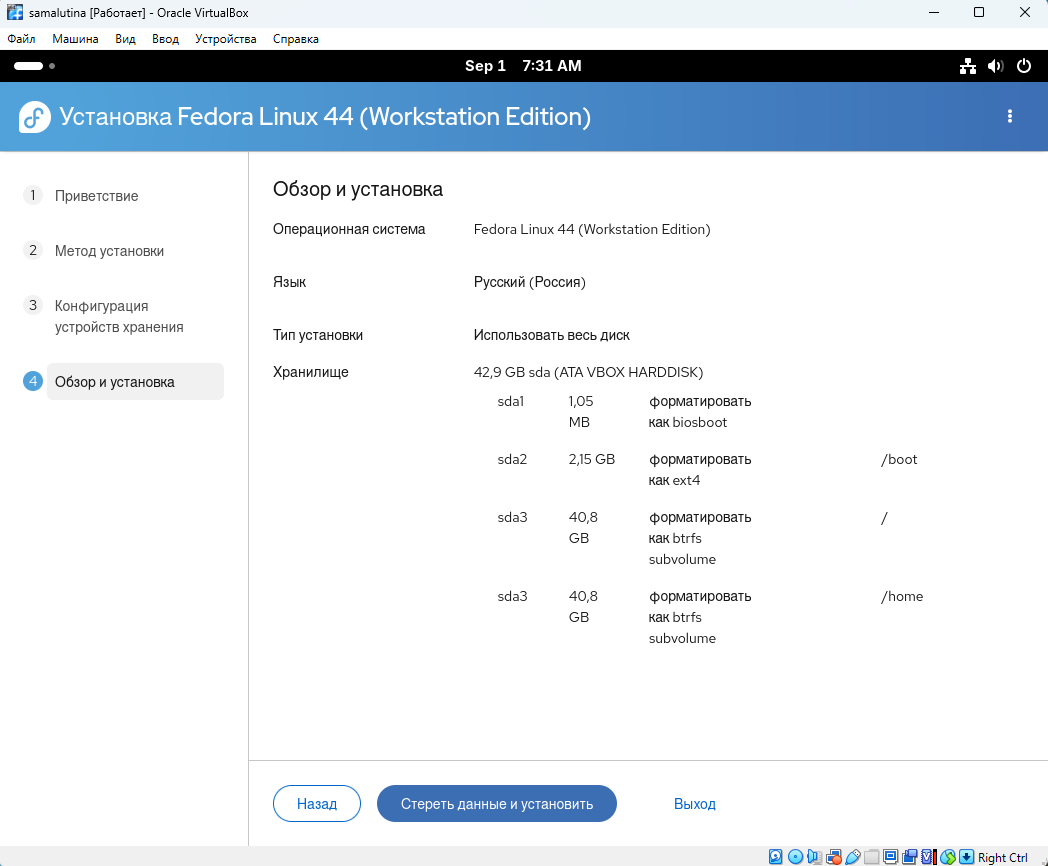 samalutina [Работает] - Oracle VirtualBox
Файл Машина Вид Ввод Устройства Справка
Sep 1 7:31 AM
Установка Fedora Linux 44 (Workstation Edition)
1 Приветствие
2 Метод установки
3 Конфигурация
устройств хранения
4 Обзор и установка
Обзор и установка
Операционная система Fedora Linux 44 (Workstation Edition)
Язык Русский (Россия)
Тип установки Использовать весь диск
Хранилище 42,9 GB sda (ATA VBOX HARDDISK)
sda1 1,05 форматировать
MB как biosboot
sda2 2,15 GB форматировать /boot
как ext4
sda3 40,8 форматировать /
GB как btrfs
subvolume
sda3 40,8 форматировать /home
GB как btrfs
subvolume
Назад Стереть данные и установить Выход
Right Ctrl